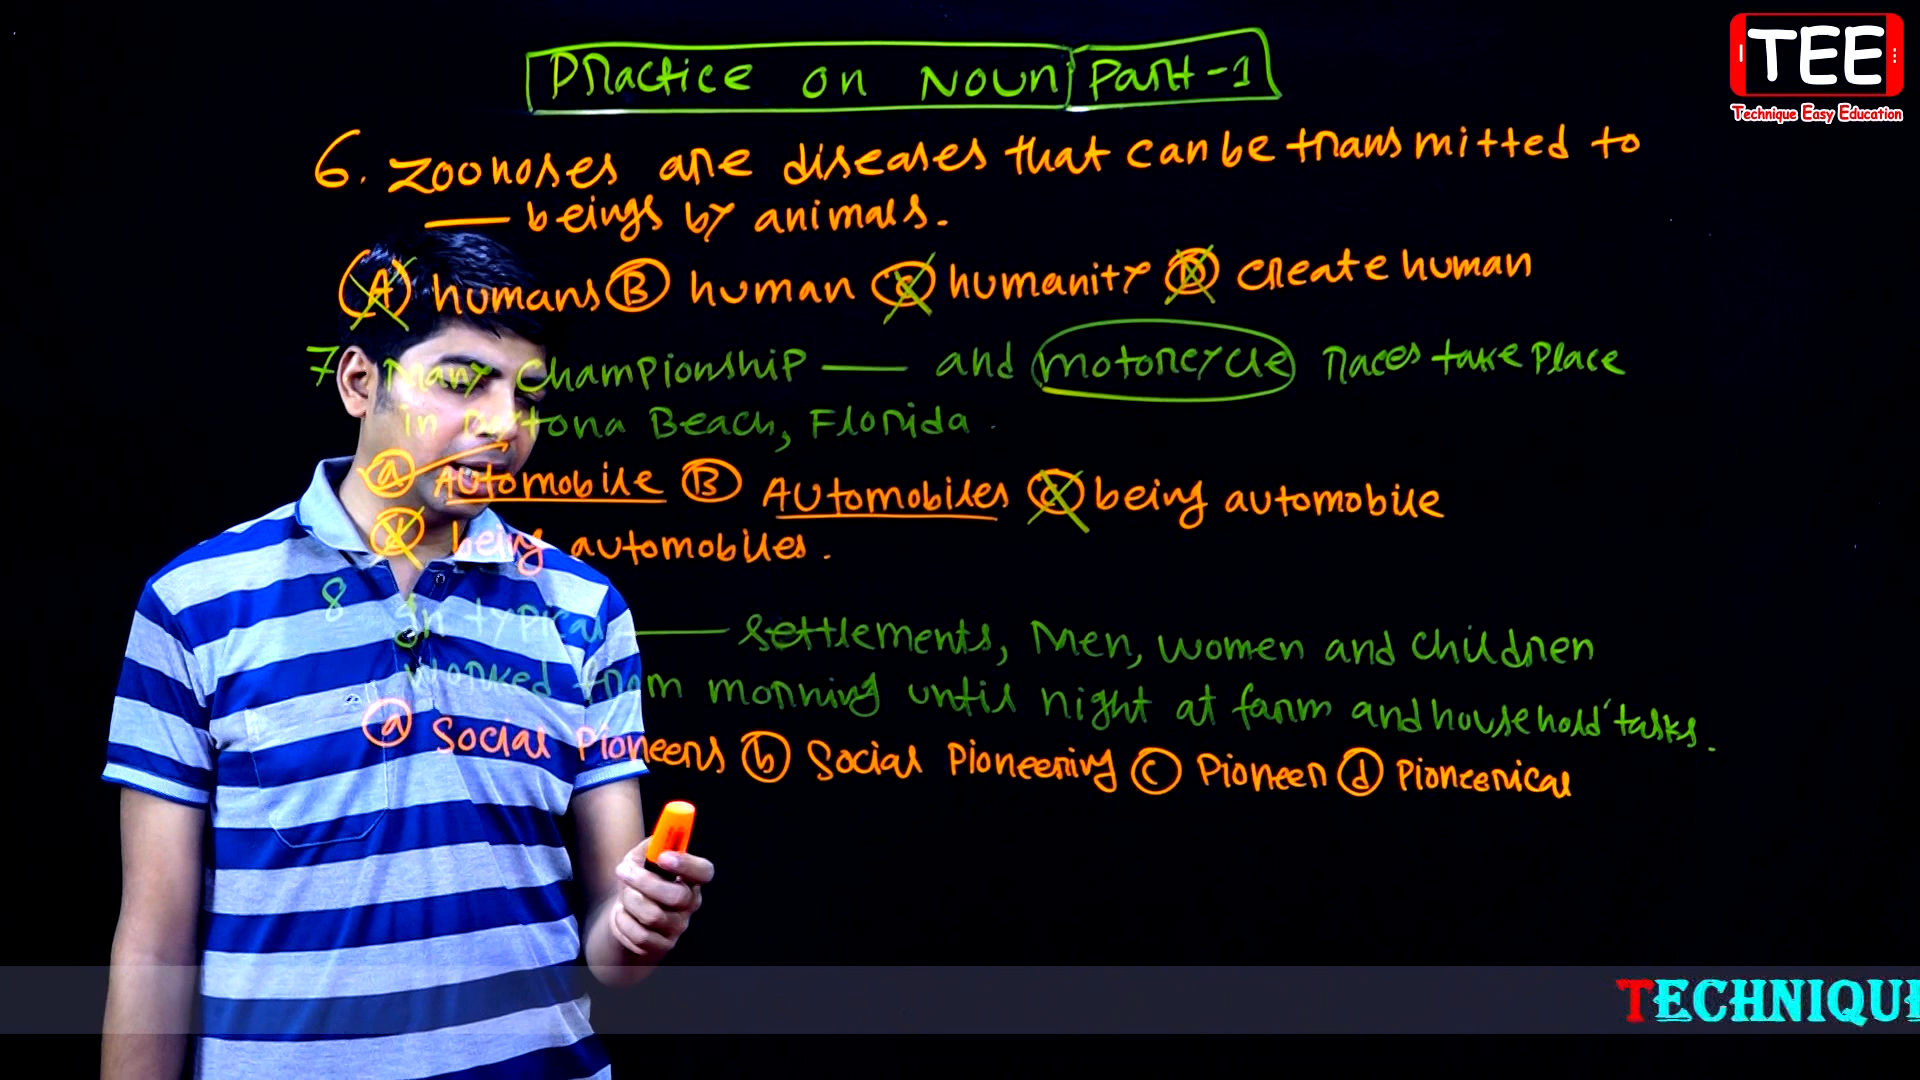 Practice on Noun Part-1
TEE
Technique Easy Education
6. Zoonoses are diseases that can be transmitted to
— beings by animals.
(A) humans (B) human (C) humanity (D) create human
7 Many Championship — and motorcycle Races take Place
in Daytona Beach, Florida.
(A) Automobile (B) Automobiles (C) being automobile
(D) being automobiles.
8 In typical — settlements, Men, women and children
worked from morning until night at farm and household tasks.
(a) Social Pioneers (b) Social Pioneering (c) Pioneer (d) Pioneerical
TECHNIQUE